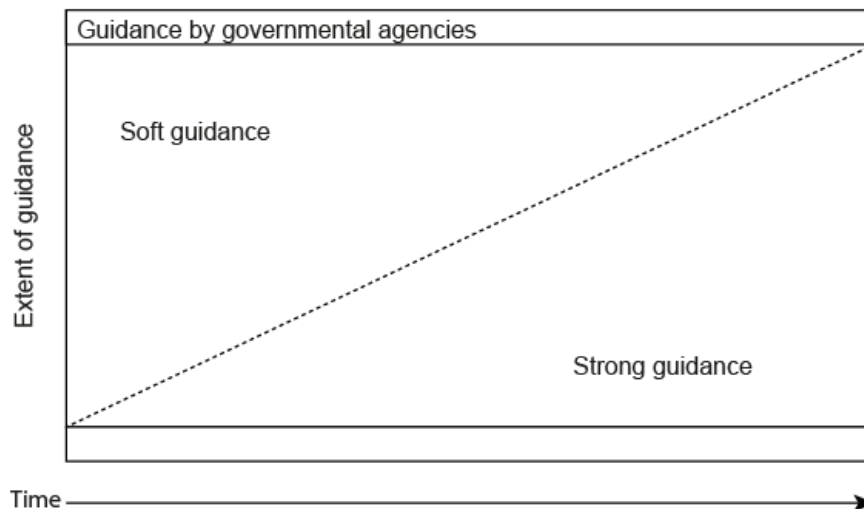 Guidance by governmental agencies
Soft guidance
Extent of guidance
Strong guidance
Time